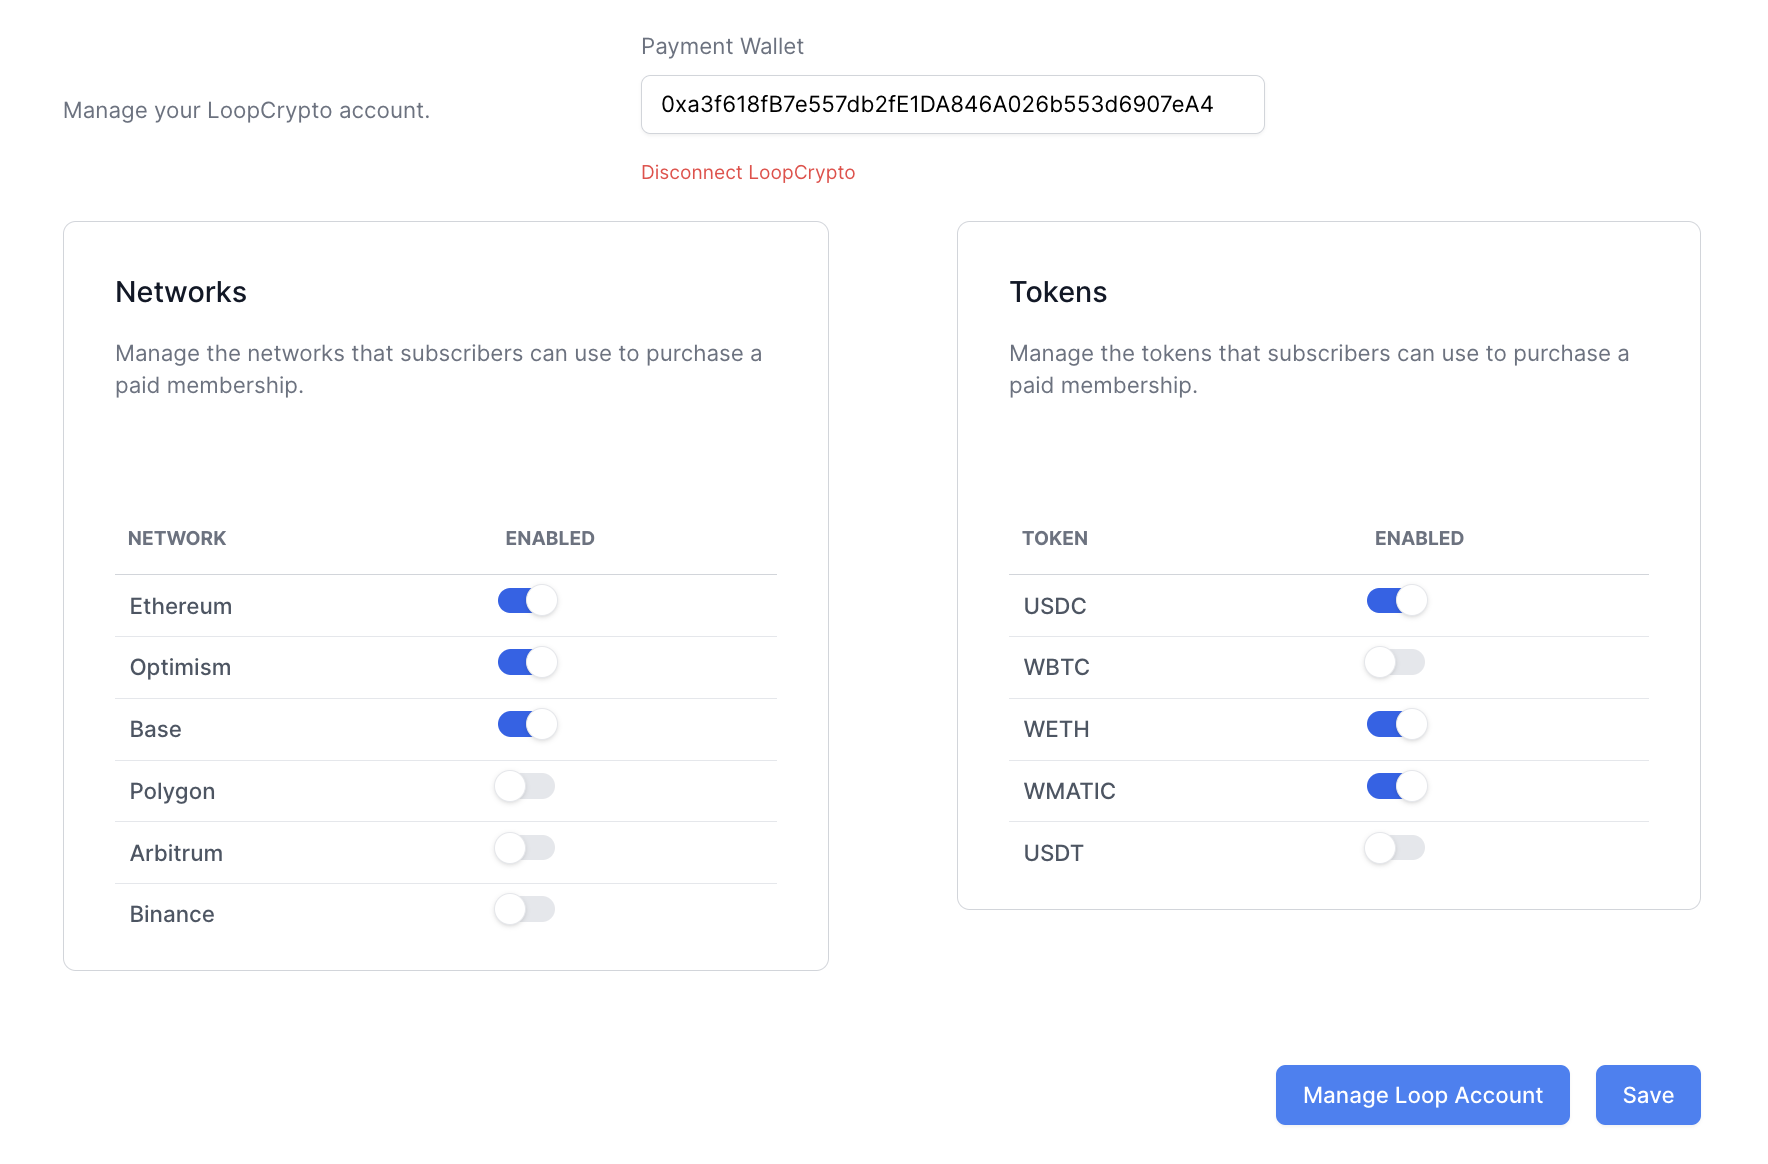 Payment Wallet
Manage your LoopCrypto account.
0xa3f618fB7e557db2fE1DA846A026b553d6907eA4
Disconnect LoopCrypto
Networks
Manage the networks that subscribers can use to purchase a
paid membership.
NETWORK ENABLED
Ethereum
Optimism
Base
Polygon
Arbitrum
Binance
Tokens
Manage the tokens that subscribers can use to purchase a
paid membership.
TOKEN ENABLED
USDC
WBTC
WETH
WMATIC
USDT
Manage Loop Account
Save